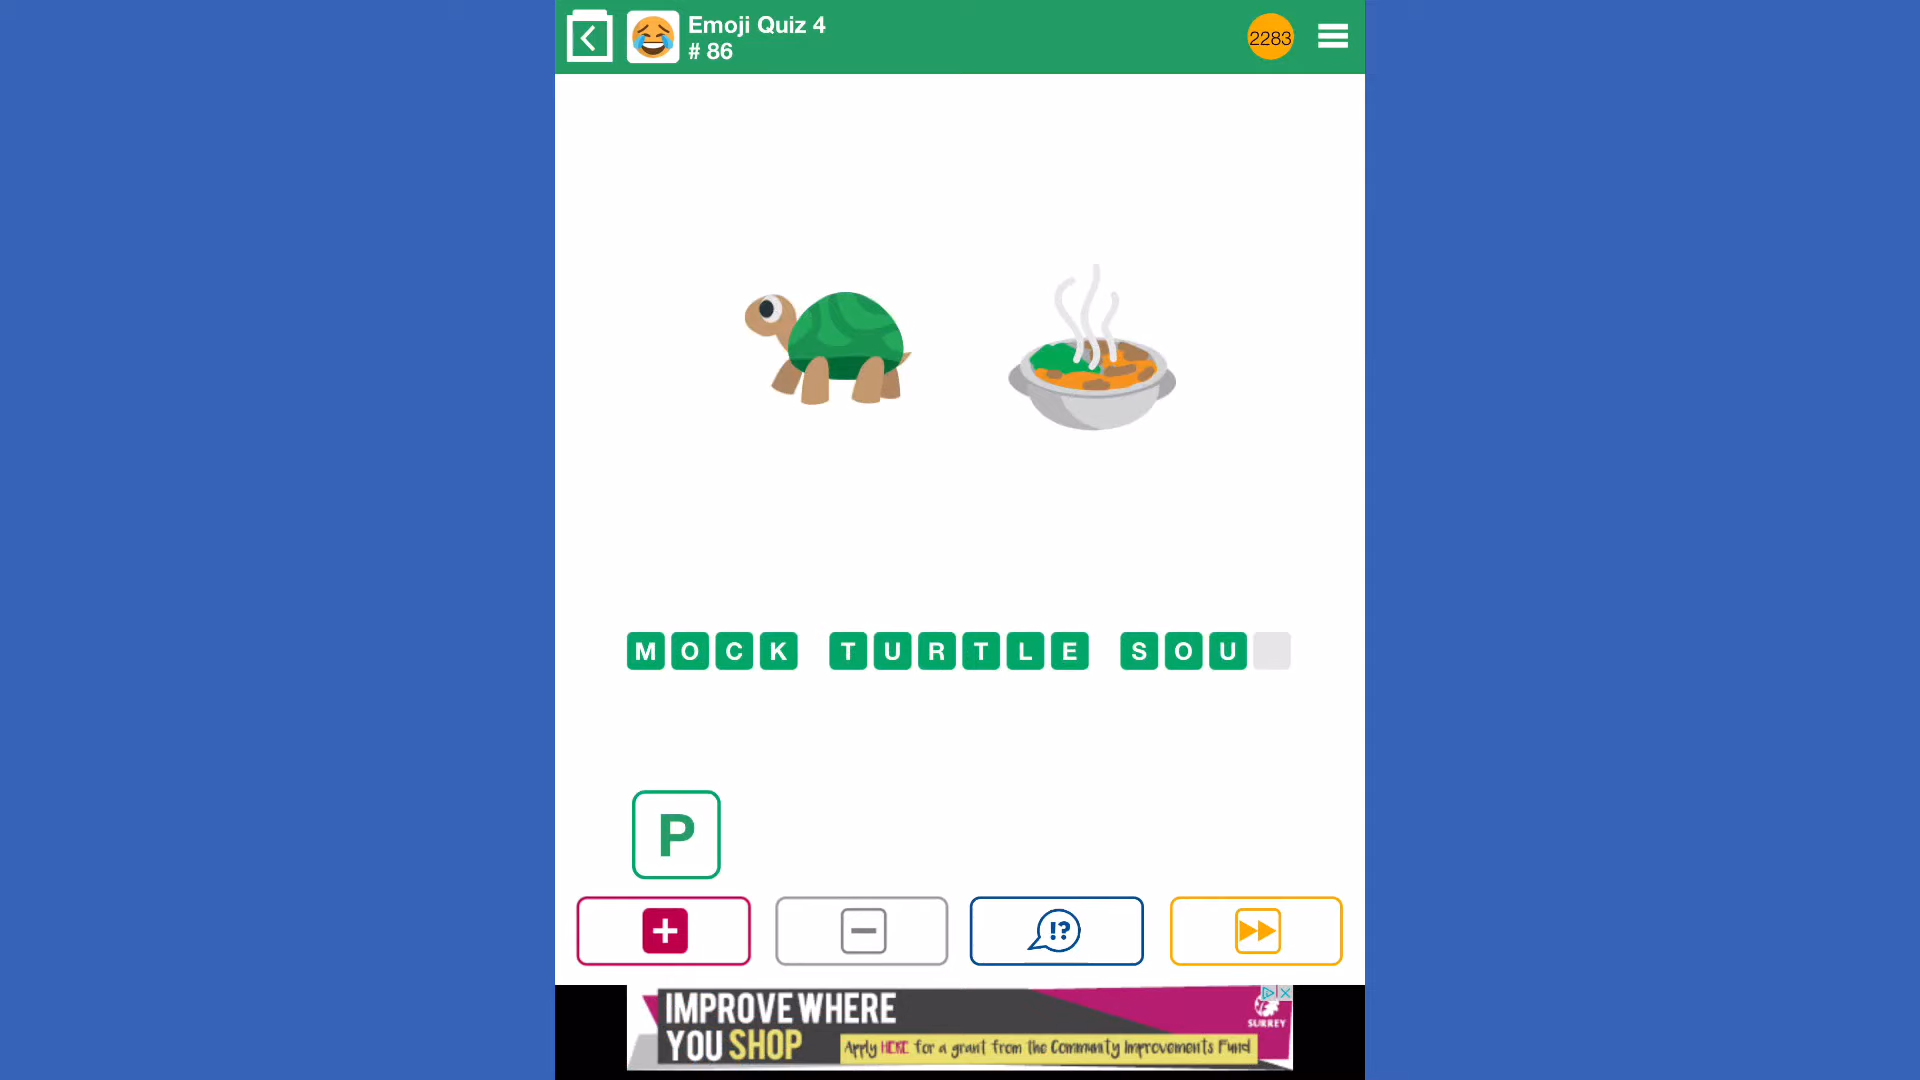 Emoji Quiz 4
# 86
2283
MOCK TURTLE SOU
P
!?
IMPROVE WHERE
YOU SHOP
Apply HERE for a grant from the Community Improvements Fund
SURREY